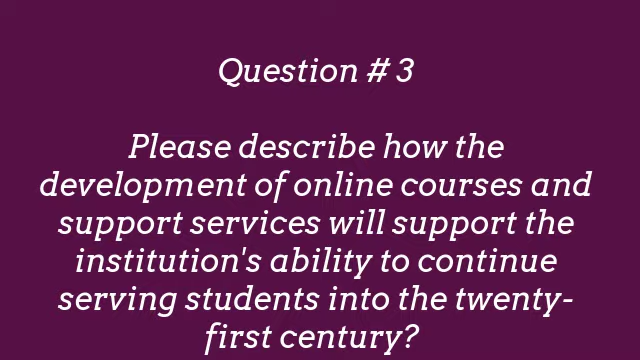 Question # 3
Please describe how the
development of online courses and
support services will support the
institution's ability to continue
serving students into the twenty-
first century?